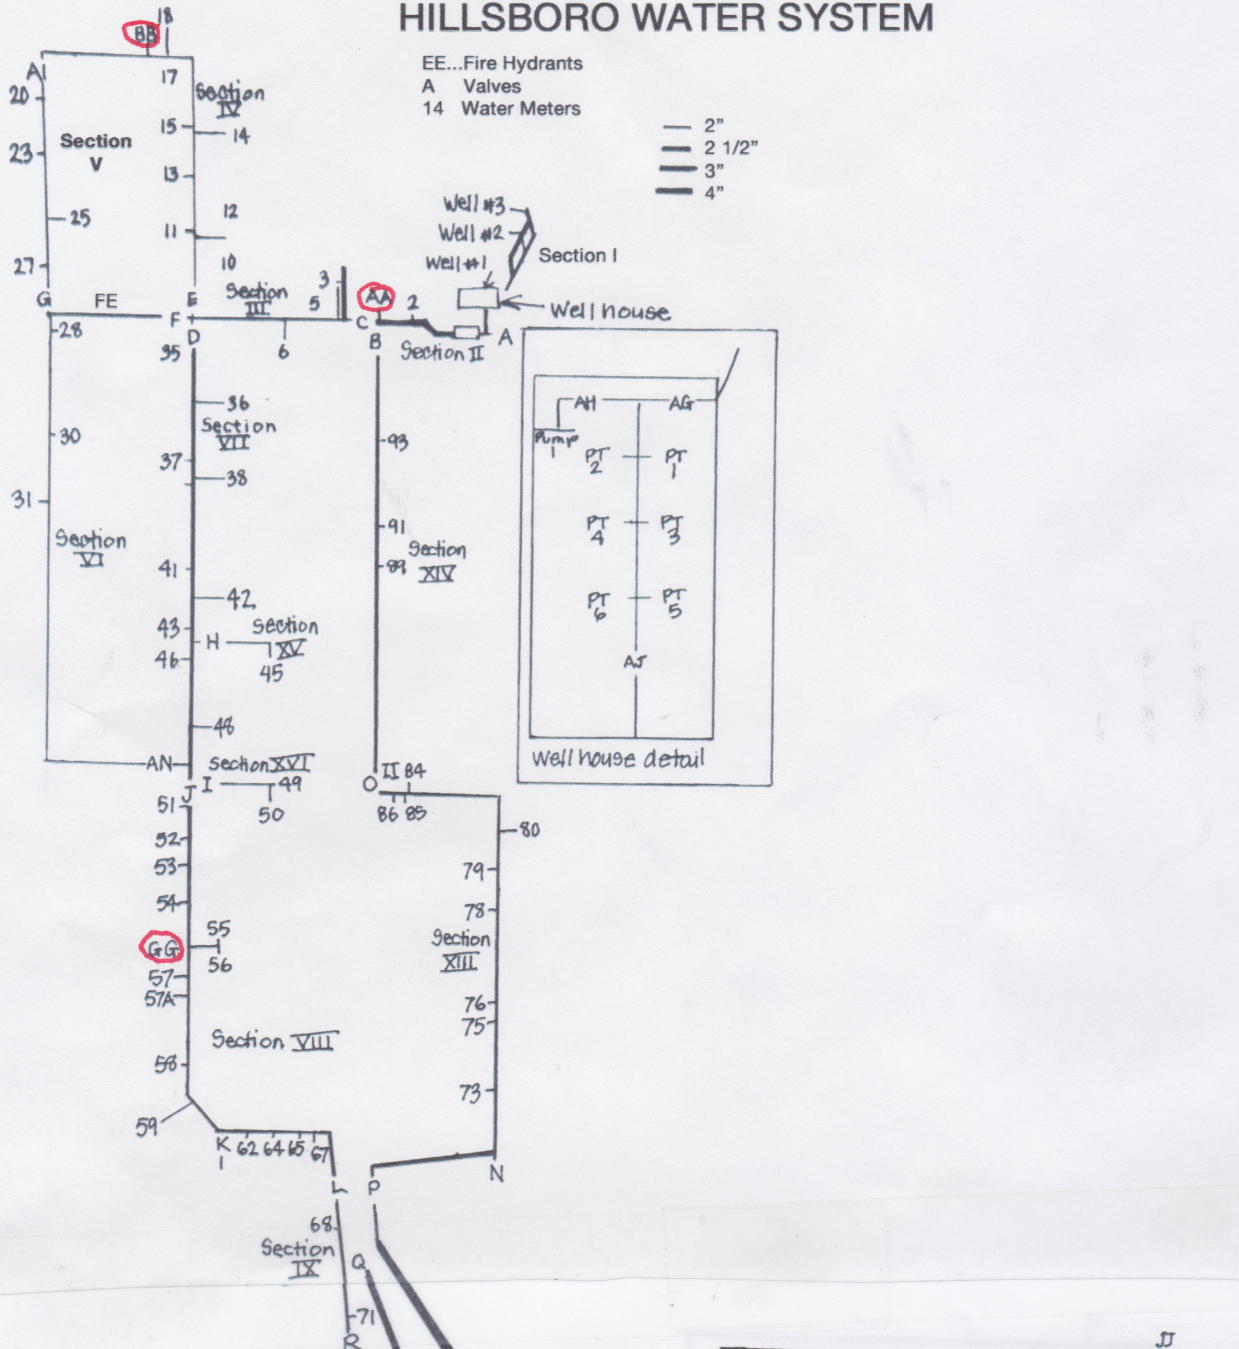 HILLSBORO WATER SYSTEM
EE...Fire Hydrants
A Valves
14 Water Meters
2"
2 1/2"
3"
4"
18
BB
AI
17
20
Section
IV
15
14
Section
V
23
13
12
25
11
10
27
G
FE
E
Section
III
3
5
AA
2
Well #3
Well #2
Well #1
Section I
Well house
F
C
A
28
D
B
Section II
35
6
36
Section
VII
30
37
38
93
31
91
Section
VI
41
89
Section
XIV
42
43
H
Section
XV
46
45
48
AN
Section XVI
I
49
J
50
51
52
53
54
GG
55
56
57
57A
Section VIII
58
59
K
1
62
64
65
67
L
P
N
O
II
84
86
85
80
79
78
Section
XIII
76
75
73
68
Section
IX
Q
71
R
AH
AG
Pump
1
PT
2
PT
1
PT
4
PT
3
PT
6
PT
5
AJ
Well house detail
JJ